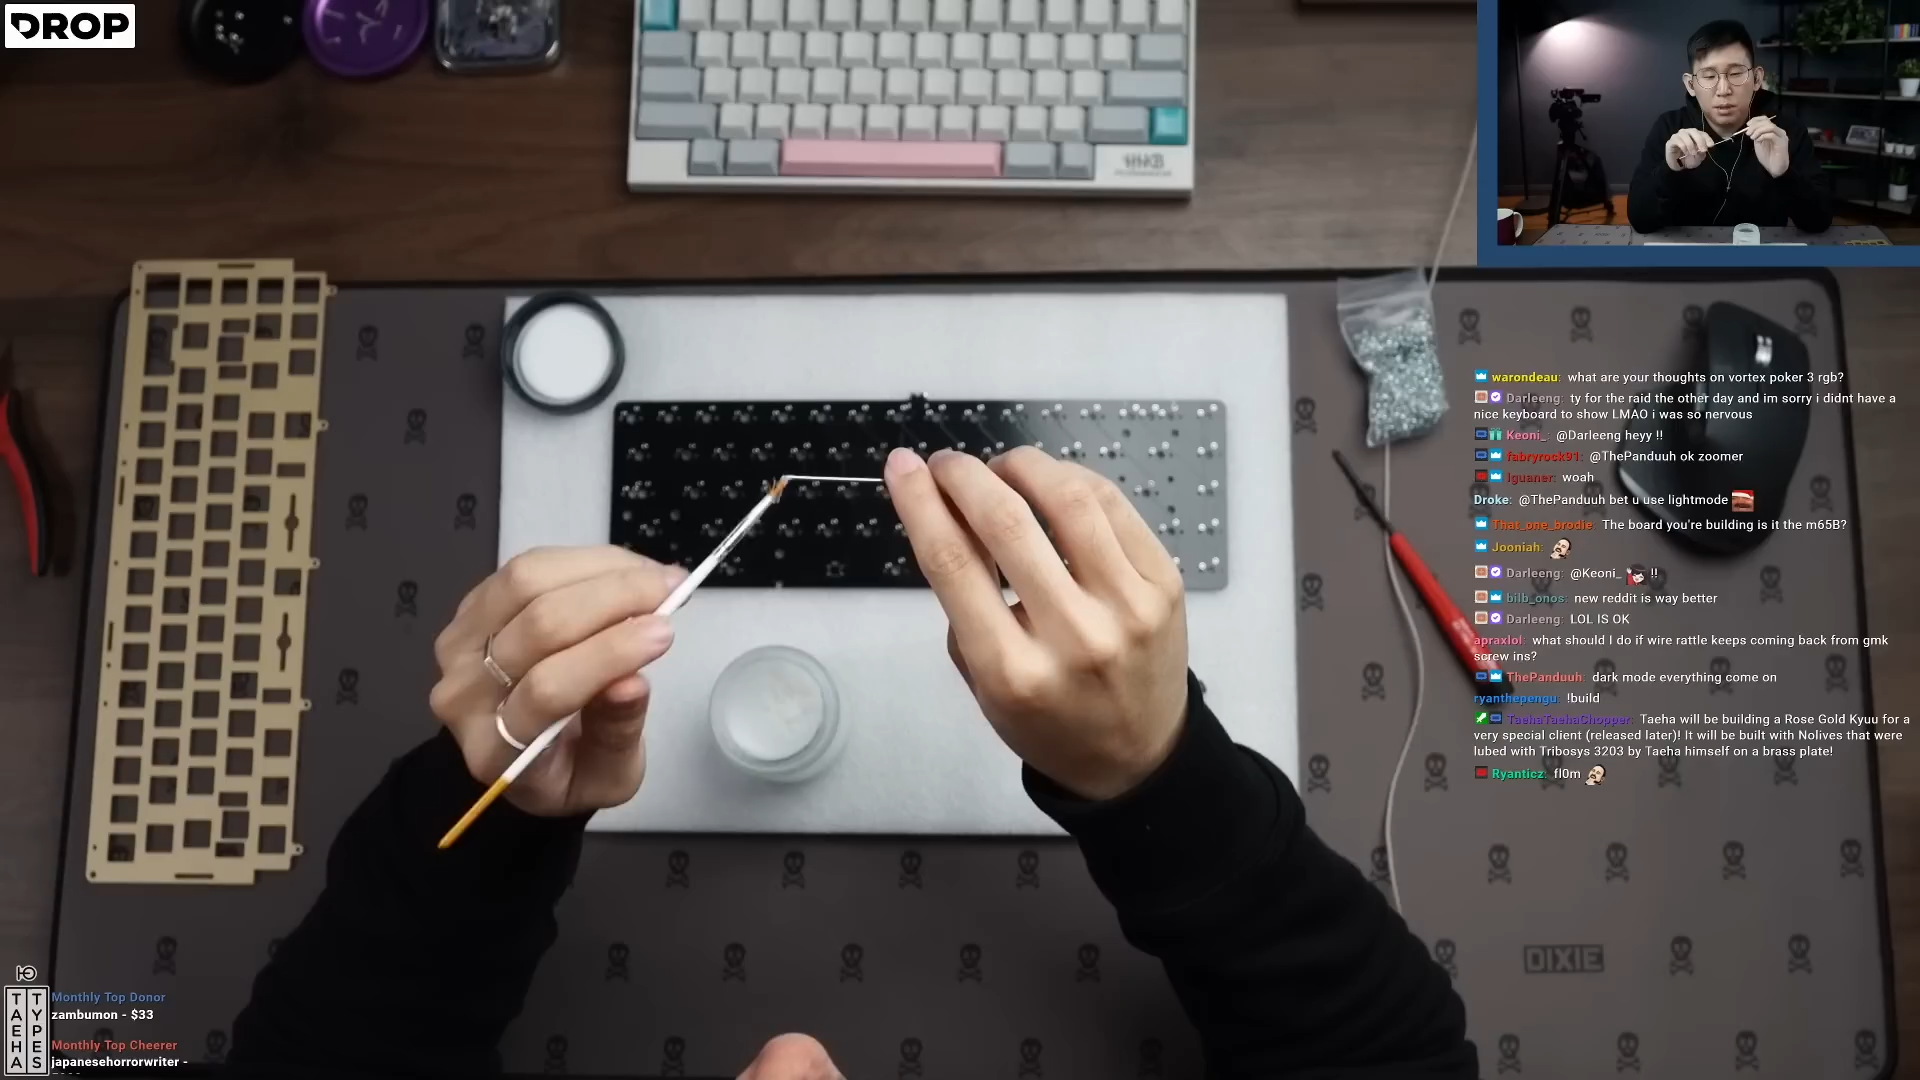 DROP
HHKB
warondeau: what are your thoughts on vortex poker 3 rgb?
Darleeng: ty for the raid the other day and im sorry i didnt have a
nice keyboard to show LMAO i was so nervous
Keoni_: @Darleeng heyy !!
fabryrock91: @ThePanduuh ok zoomer
Iguaner: woah
Droke: @ThePanduuh bet u use lightmode
That_one_brodie: The board you're building is it the m65B?
Jooniah:
Darleeng: @Keoni_ !!
bilb_onos: new reddit is way better
Darleeng: LOL IS OK
apraxlol: what should I do if wire rattle keeps coming back from gmk
screw ins?
ThePanduuh: dark mode everything come on
ryanthepengu: !build
TaehaTaehaChopper: Taeha will be building a Rose Gold Kyuu for a
very special client (released later)! It will be built with Nolives that were
lubed with Tribosys 3203 by Taeha himself on a brass plate!
Ryanticz: fl0m
DIXIE
TAEHA
TYPES
Monthly Top Donor
zambumon - $33
Monthly Top Cheerer
japanesehorrorwriter -